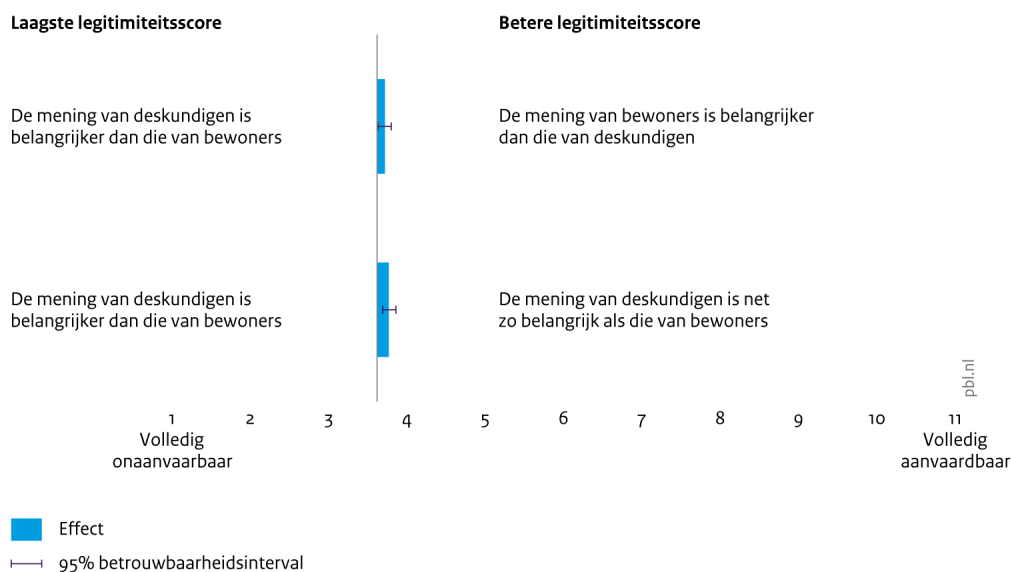 Laagste legitimiteitsscore
Betere legitimiteitsscore
De mening van deskundigen is
belangrijker dan die van bewoners
De mening van bewoners is belangrijker
dan die van deskundigen
De mening van deskundigen is
belangrijker dan die van bewoners
De mening van deskundigen is net
zo belangrijk als die van bewoners
pbl.nl
1 2 3 4 5 6 7 8 9 10 11
Volledig
onaanvaarbaar
Volledig
aanvaardbaar
Effect
95% betrouwbaarheidsinterval